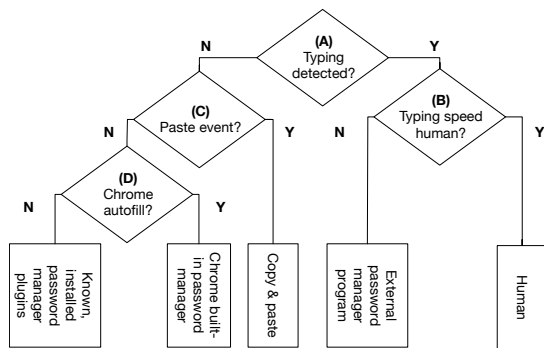 (A)
Typing
detected?
N
Y
(C)
Paste event?
N
Y
(B)
Typing speed
human?
N
Y
(D)
Chrome
autofill?
N
Y
Known,
installed
password
manager
plugins
Chrome built-
in password
manager
Copy & paste
External
password
manager
program
Human